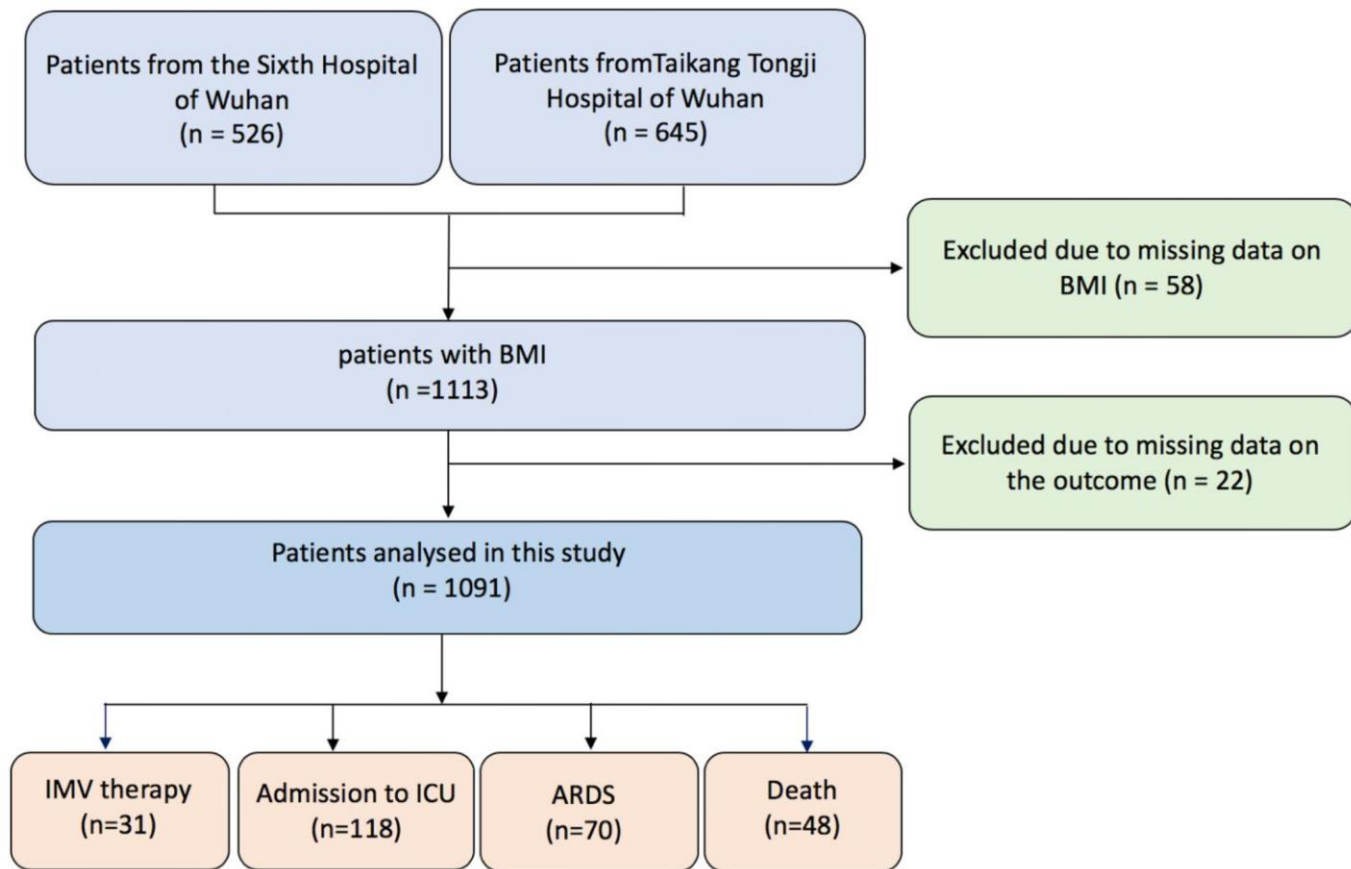 Patients from the Sixth Hospital
of Wuhan
(n = 526)
Patients fromTaikang Tongji
Hospital of Wuhan
(n = 645)
Excluded due to missing data on
BMI (n = 58)
patients with BMI
(n =1113)
Excluded due to missing data on
the outcome (n = 22)
Patients analysed in this study
(n = 1091)
IMV therapy
(n=31)
Admission to ICU
(n=118)
ARDS
(n=70)
Death
(n=48)